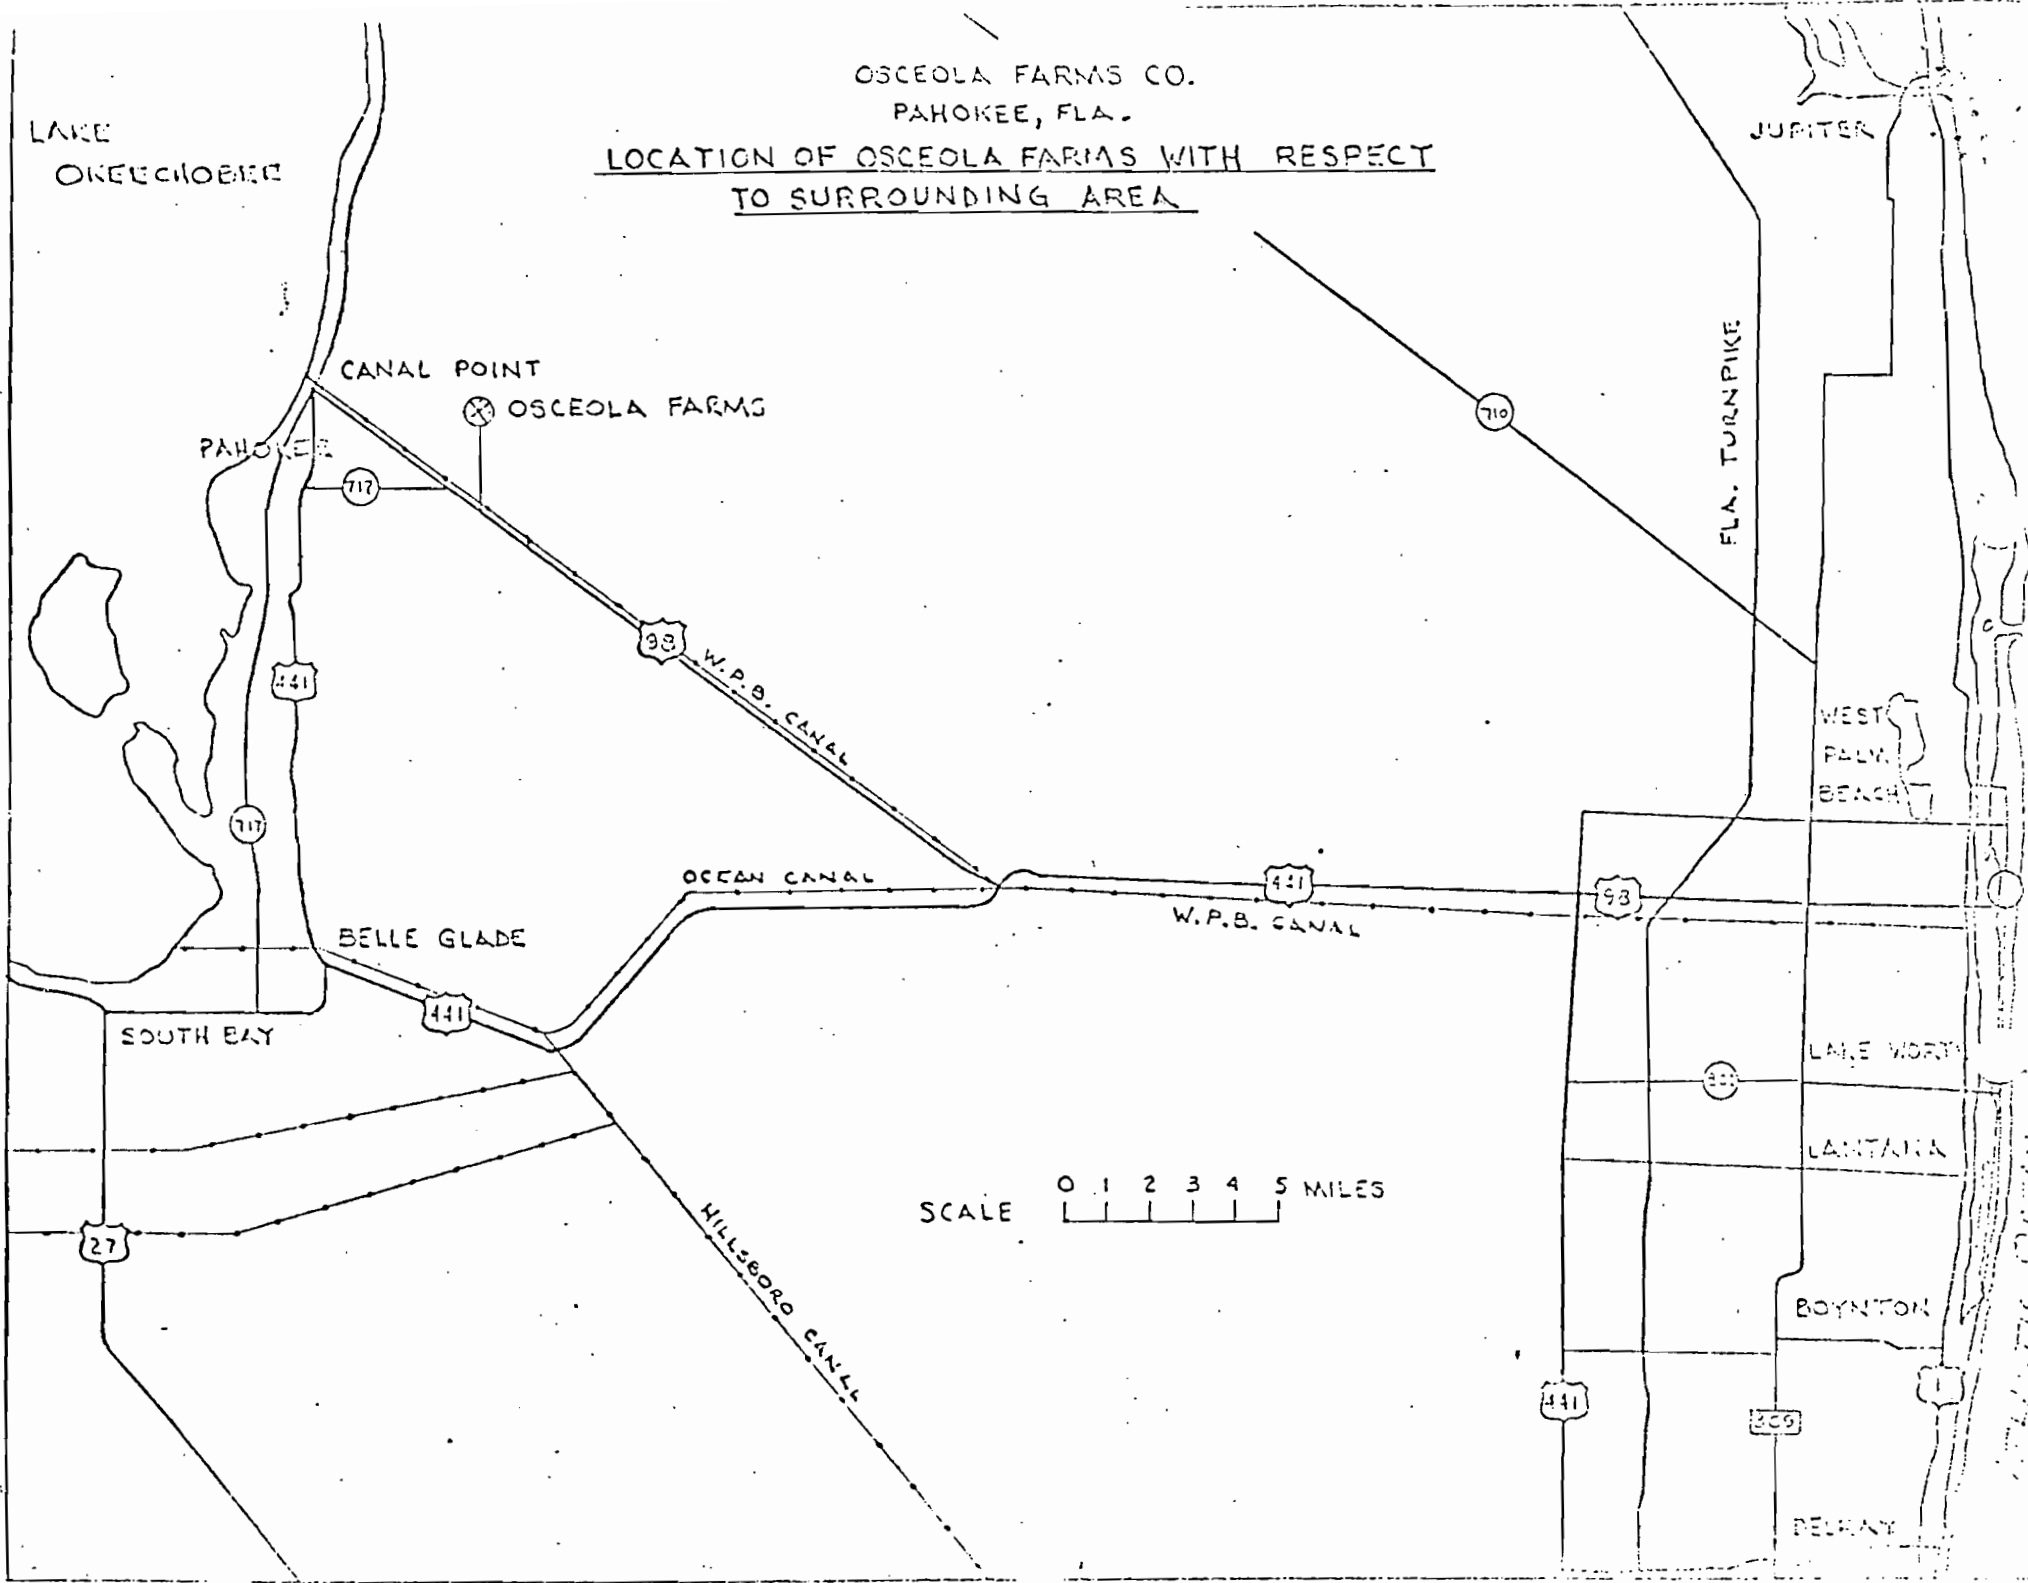 OSCEOLA FARMS CO.
PAHOKEE, FLA.
LOCATION OF OSCEOLA FARMS WITH RESPECT
TO SURROUNDING AREA
LAKE
OKEECHOBEE
JUPITER
CANAL POINT
OSCEOLA FARMS
PAHOKEE
717
710
FLA. TURNPIKE
98
W.P.B. CANAL
441
WEST
PALM
BEACH
717
OCEAN CANAL
441
98
W.P.B. CANAL
BELLE GLADE
441
SOUTH BAY
LAKE WORTH
LANTANA
SCALE
0 1 2 3 4 5 MILES
27
HILLSBORO CANAL
BOYNTON
441
1
809
DELRAY